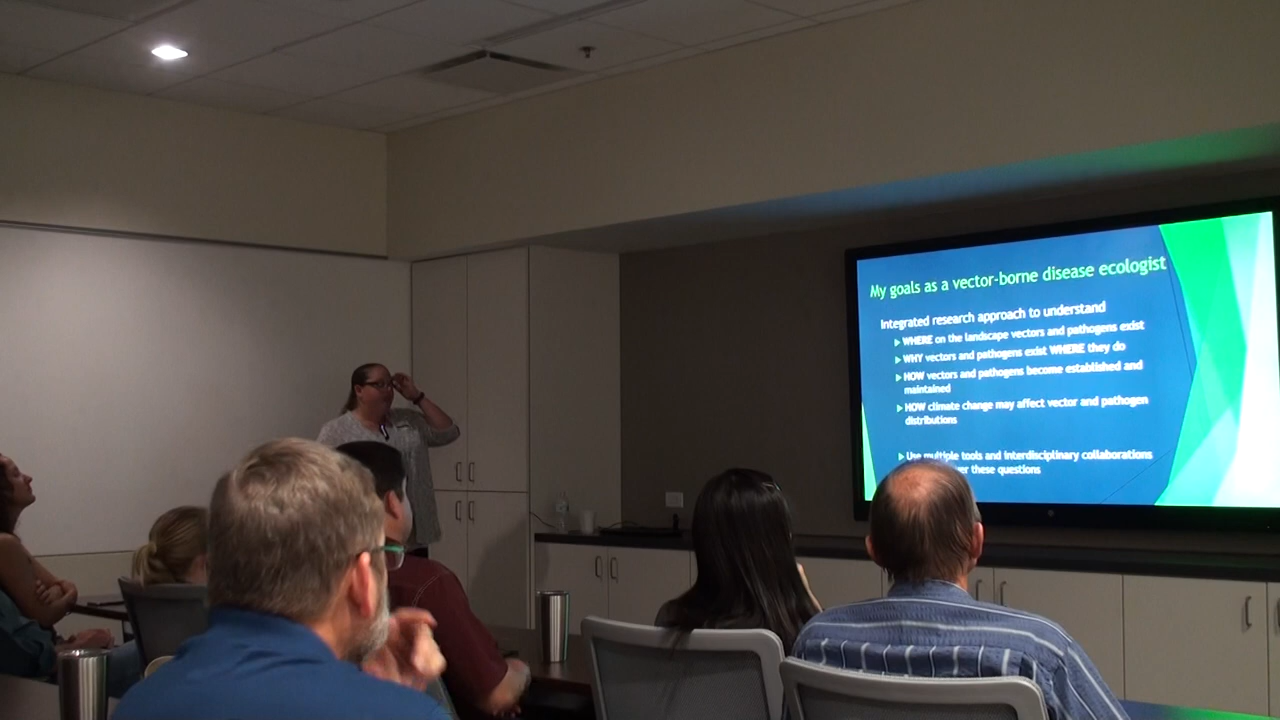 My goals as a vector-borne disease ecologist
Integrated research approach to understand
WHERE on the landscape vectors and pathogens exist
WHY vectors and pathogens exist WHERE they do
HOW vectors and pathogens become established and
maintained
HOW climate change may affect vector and pathogen
distributions
Use multiple tools and interdisciplinary collaborations
these questions